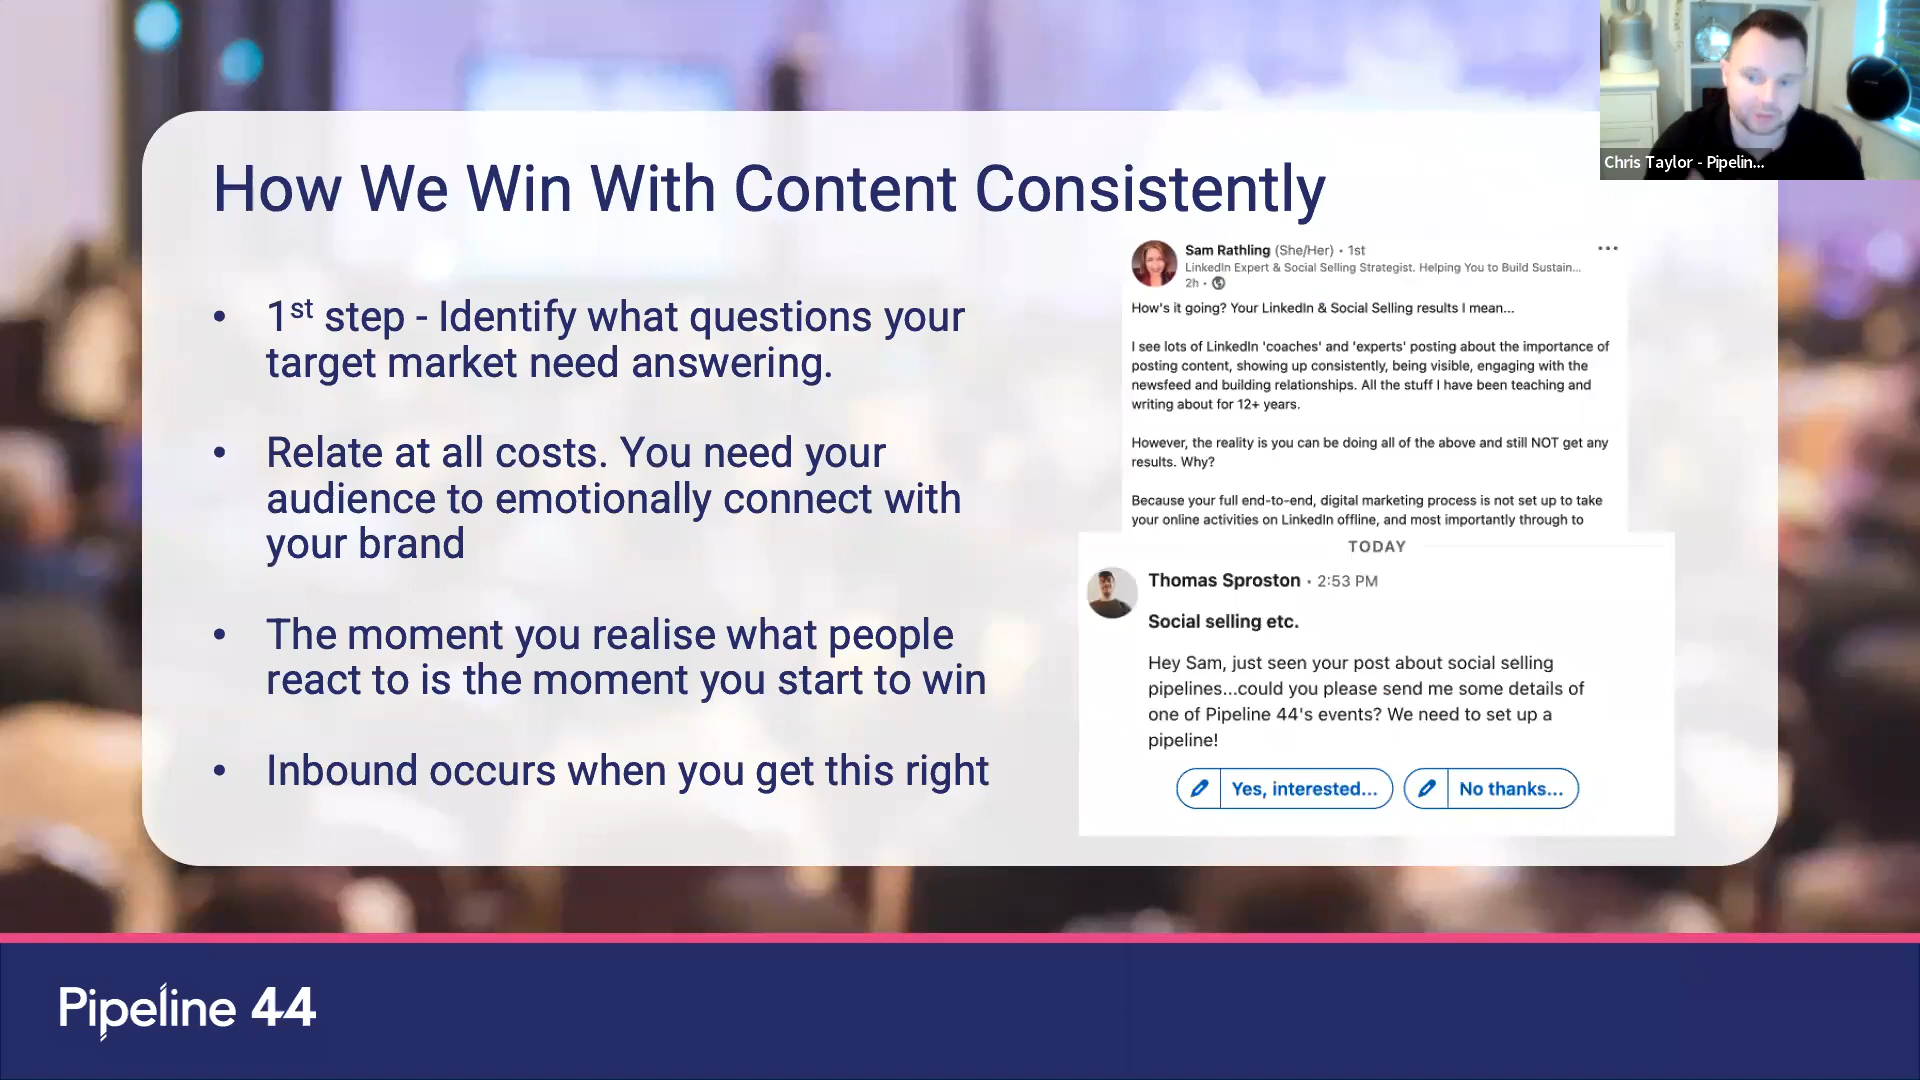 Chris Taylor - Pipelin...
How We Win With Content Consistently
• 1st step - Identify what questions your
target market need answering.
• Relate at all costs. You need your
audience to emotionally connect with
your brand
• The moment you realise what people
react to is the moment you start to win
• Inbound occurs when you get this right
Sam Rathling (She/Her) • 1st
LinkedIn Expert & Social Selling Strategist. Helping You to Build Sustain...
2h •
How's it going? Your LinkedIn & Social Selling results I mean...
I see lots of LinkedIn 'coaches' and 'experts' posting about the importance of
posting content, showing up consistently, being visible, engaging with the
newsfeed and building relationships. All the stuff I have been teaching and
writing about for 12+ years.
However, the reality is you can be doing all of the above and still NOT get any
results. Why?
Because your full end-to-end, digital marketing process is not set up to take
your online activities on LinkedIn offline, and most importantly through to
TODAY
Thomas Sproston • 2:53 PM
Social selling etc.
Hey Sam, just seen your post about social selling
pipelines...could you please send me some details of
one of Pipeline 44's events? We need to set up a
pipeline!
Yes, interested...
No thanks...
Pipeline 44